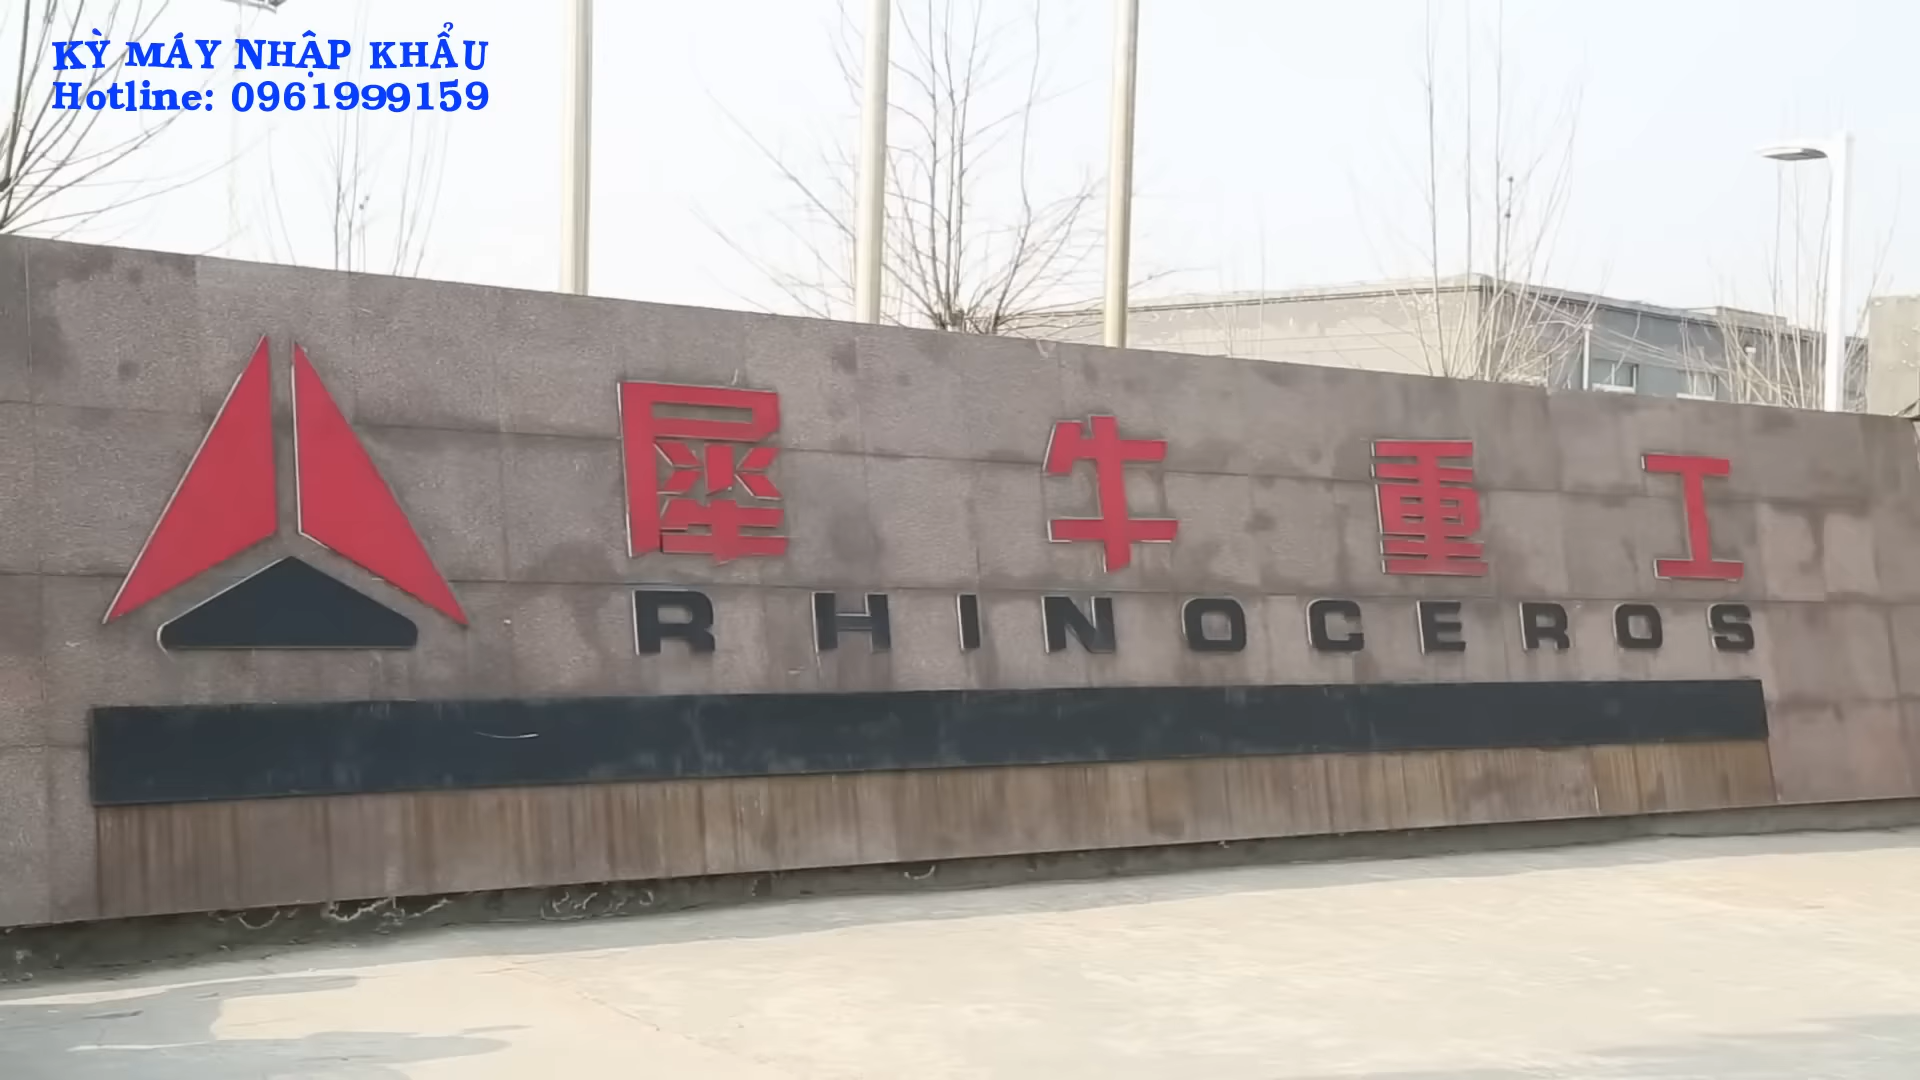 KỲ MÁY NHẬP KHẨU
Hotline: 0961999159
犀牛重工
RHINOCEROS